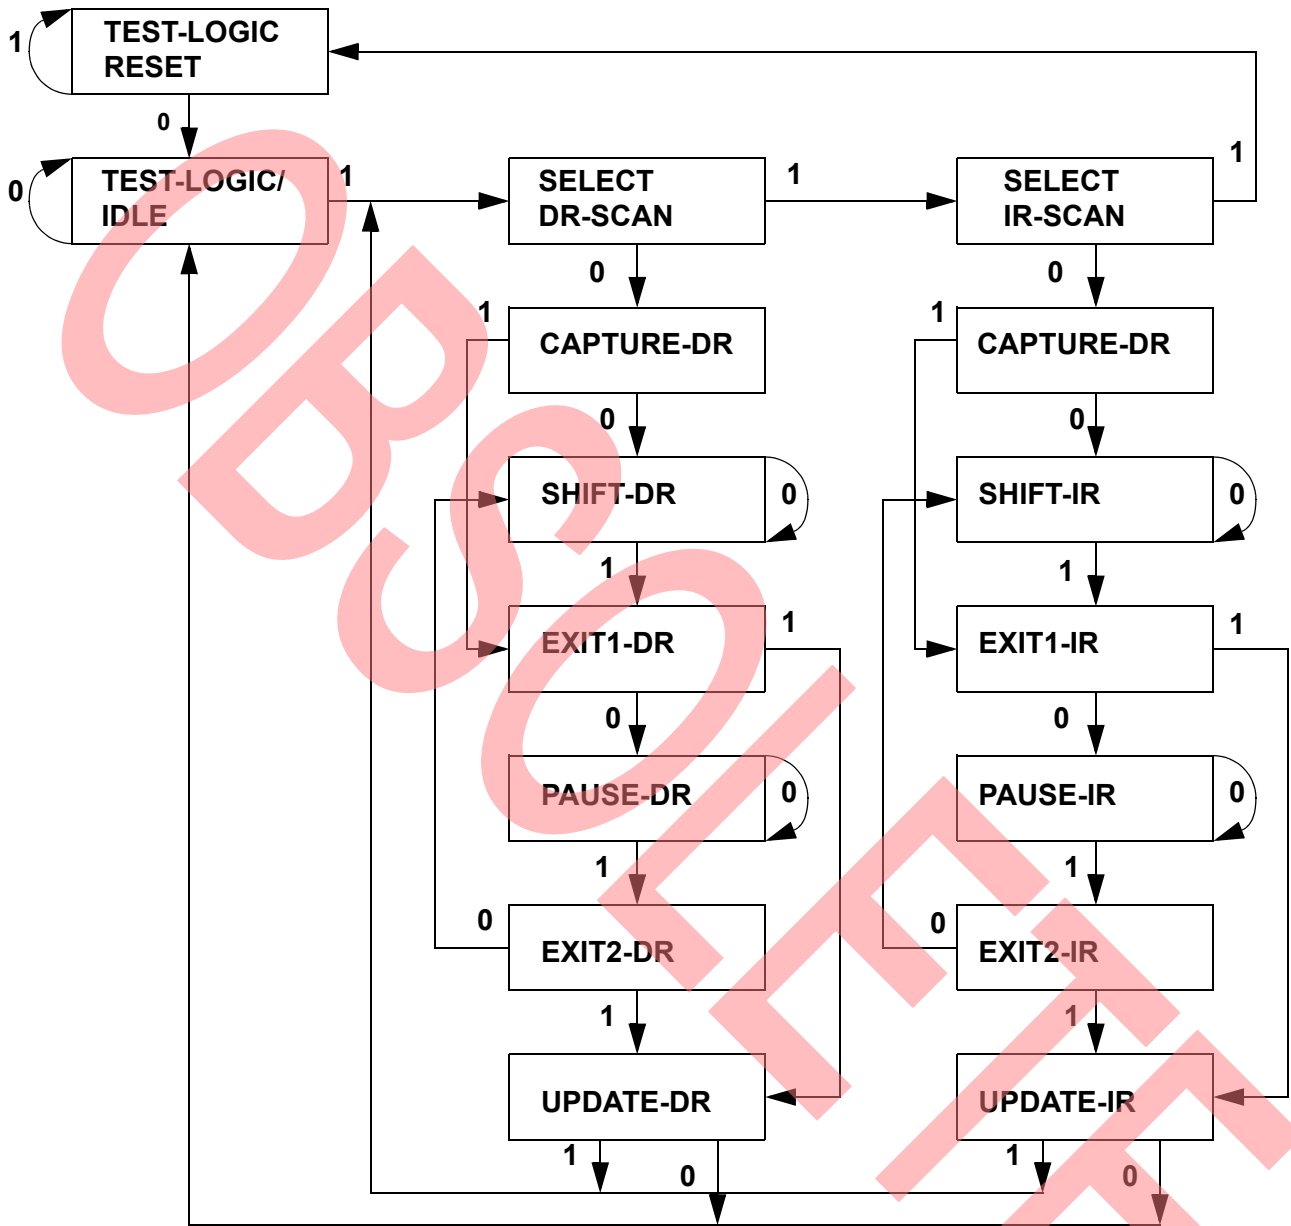 TEST-LOGIC
RESET
1
0
TEST-LOGIC/
IDLE
0
1
SELECT
DR-SCAN
1
SELECT
IR-SCAN
1
0
0
1
CAPTURE-DR
1
CAPTURE-DR
0
0
SHIFT-DR
0
SHIFT-IR
0
1
1
EXIT1-DR
1
EXIT1-IR
1
0
0
PAUSE-DR
0
PAUSE-IR
0
1
1
0
EXIT2-DR
0
EXIT2-IR
1
1
UPDATE-DR
UPDATE-IR
1
0
1
0
OBSOLETE